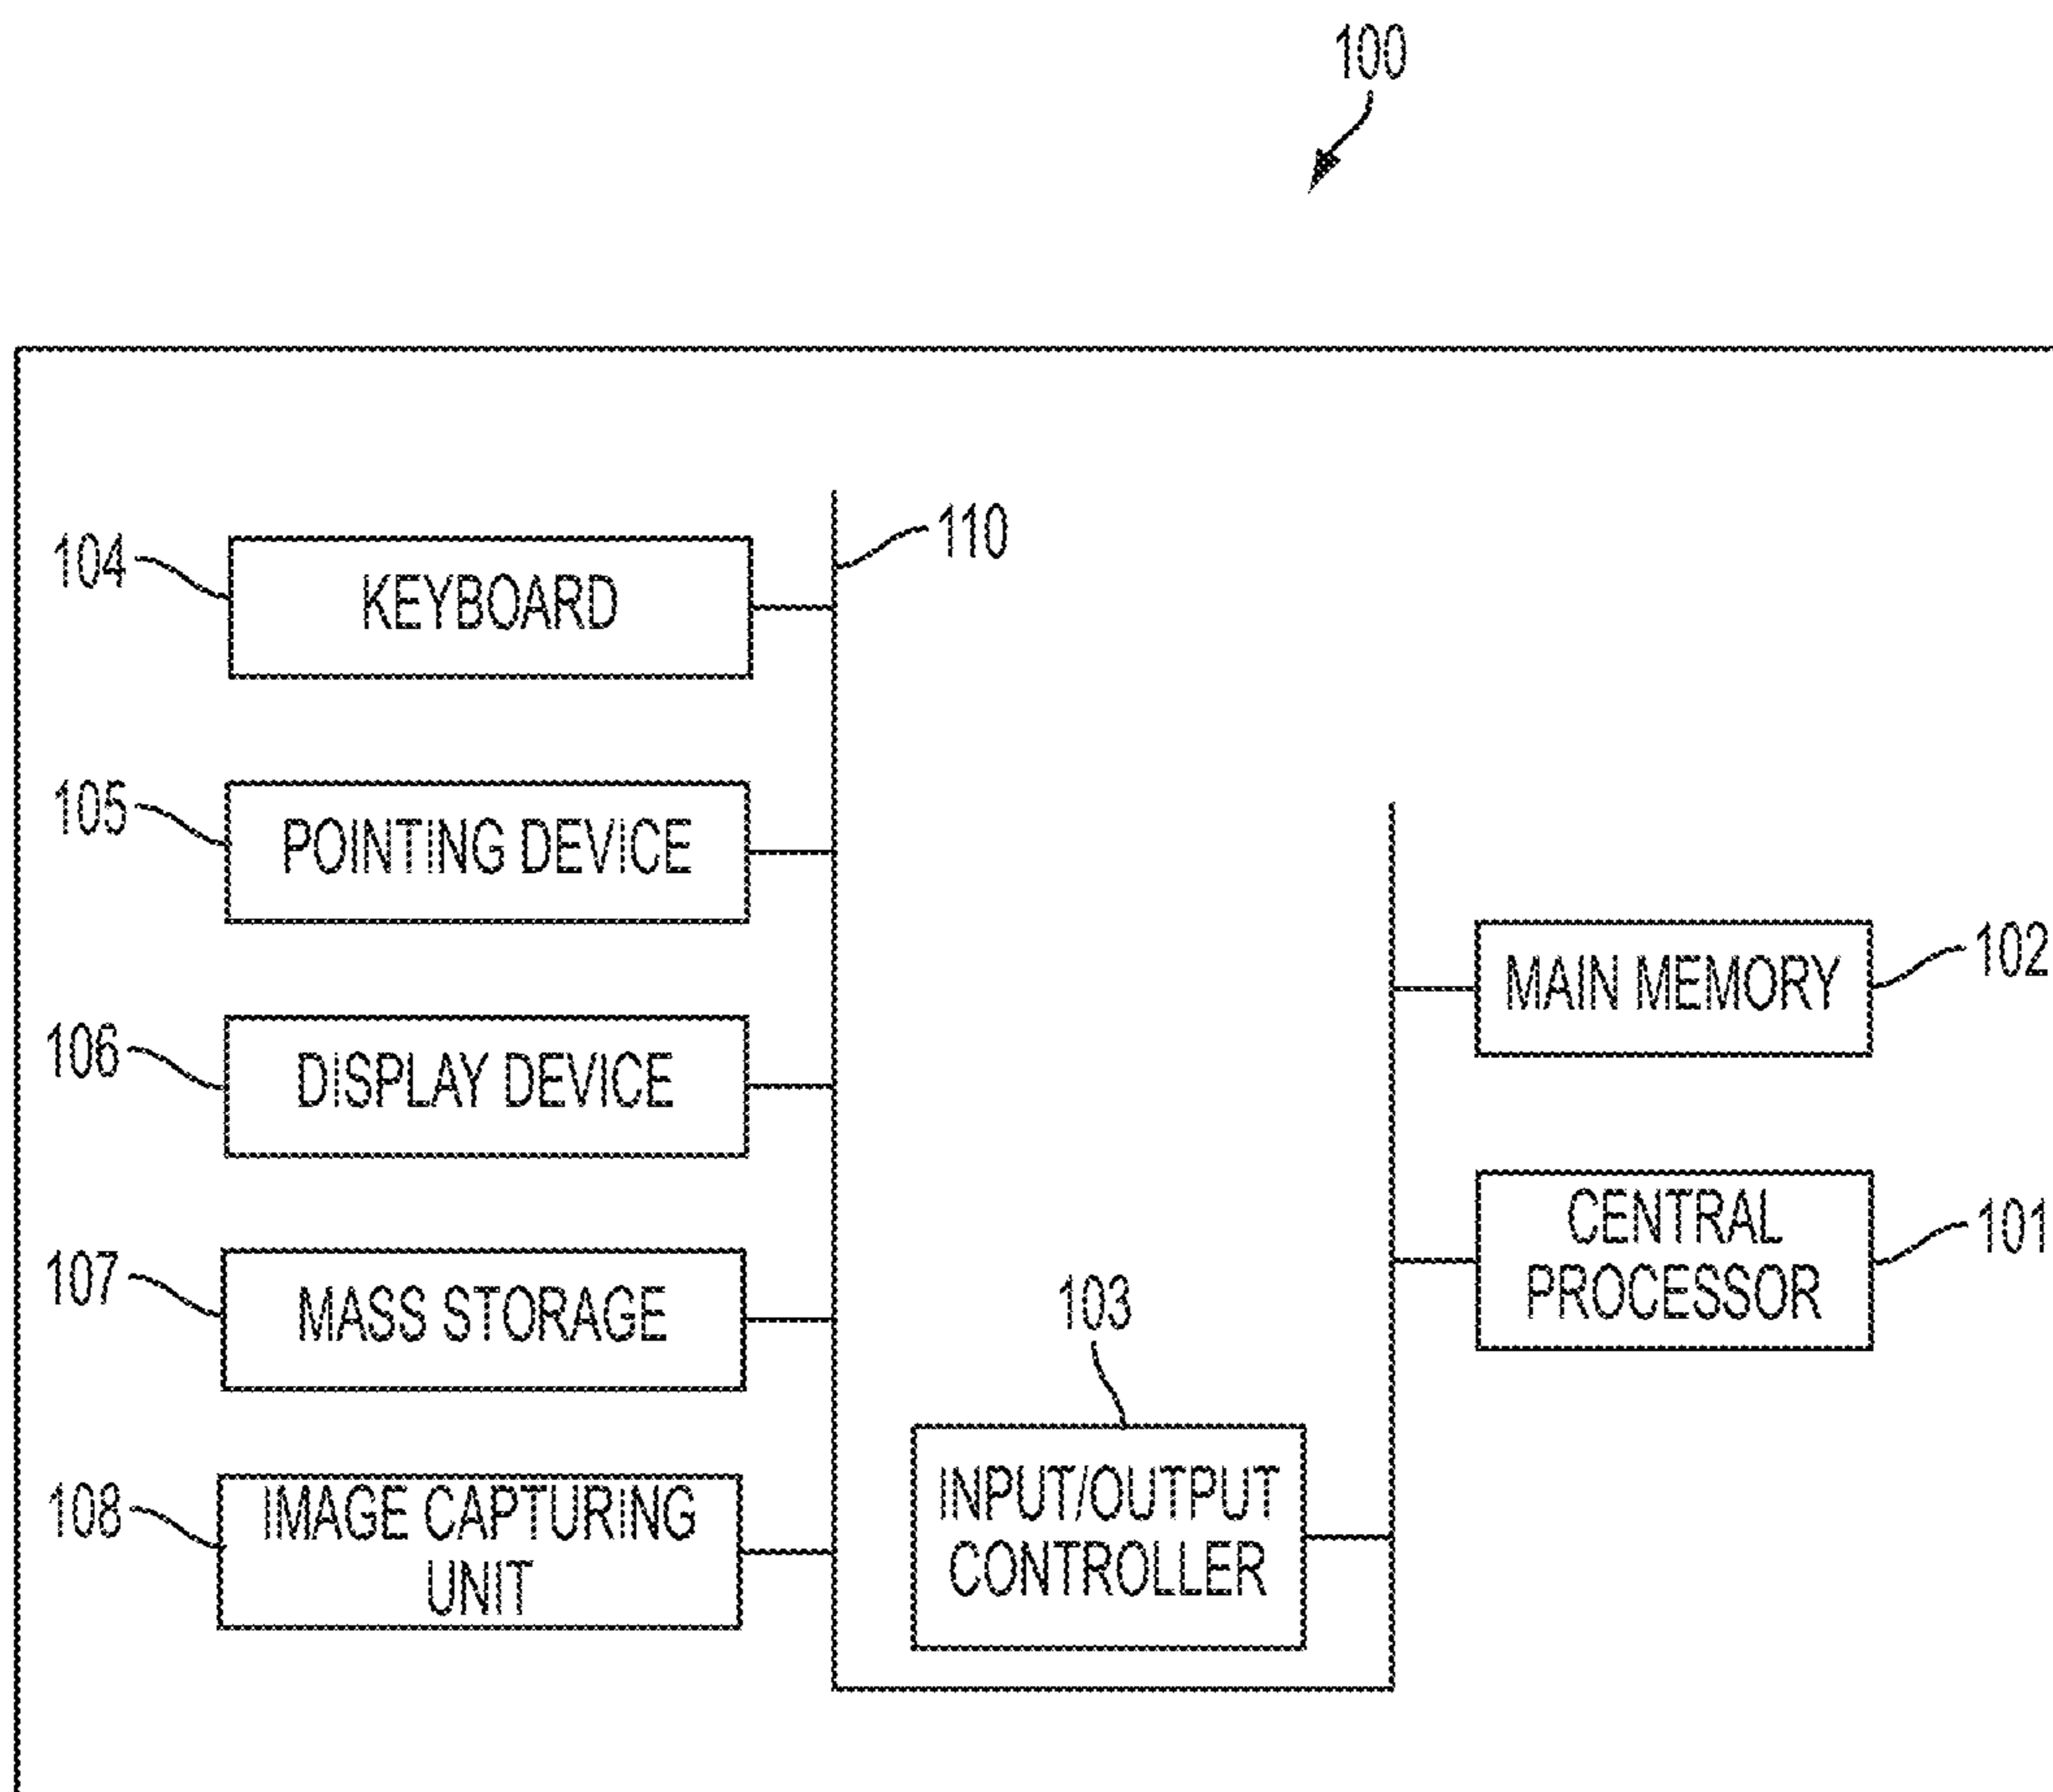 100
110
104
KEYBOARD
105
POINTING DEVICE
102
MAIN MEMORY
106
DISPLAY DEVICE
101
CENTRAL
PROCESSOR
107
MASS STORAGE
103
108
IMAGE CAPTURING
UNIT
INPUT/OUTPUT
CONTROLLER